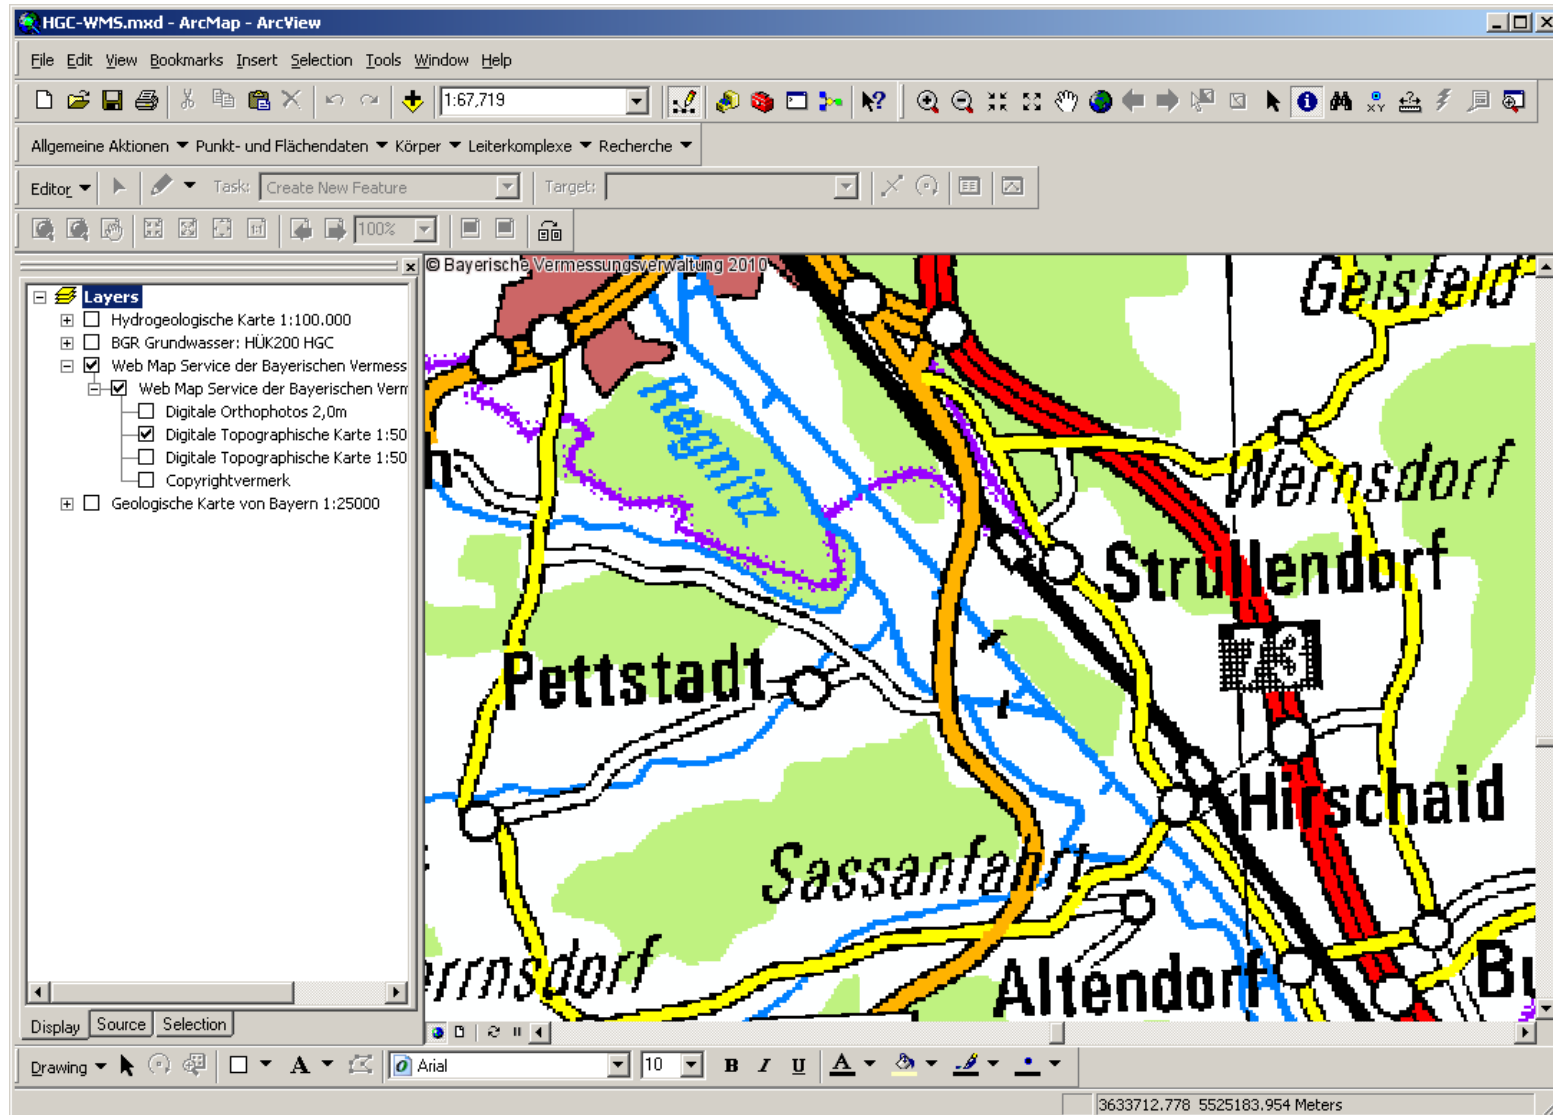 HGC-WMS.mxd - ArcMap - ArcView
File Edit View Bookmarks Insert Selection Tools Window Help
1:67,719
Allgemeine Aktionen Punkt- und Flächendaten Körper Leiterkomplexe Recherche
Editor Task: Create New Feature Target:
100%
Layers
Hydrogeologische Karte 1:100.000
BGR Grundwasser: HÜK200 HGC
Web Map Service der Bayerischen Vermess
Web Map Service der Bayerischen Verm
Digitale Orthophotos 2,0m
Digitale Topographische Karte 1:50
Digitale Topographische Karte 1:50
Copyrightvermerk
Geologische Karte von Bayern 1:25000
Display Source Selection
© Bayerische Vermessungsverwaltung 2010
Geisfeld
Regnitz
n
Wernsdorf
Strullendorf
73
Pettstadt
Hirschaid
Sassanfahrt
rrnsdorf
Altendorf
Bu
Drawing A Arial 10 B I U A
3633712.778 5525183.954 Meters